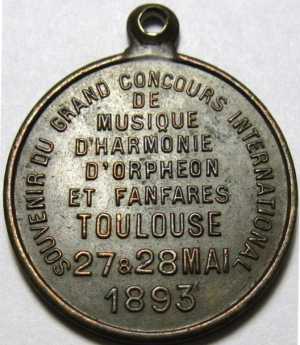 SOUVENIR DU GRAND CONCOURS INTERNATIONAL
DE
MUSIQUE
D'HARMONIE
D'ORPHEON
ET FANFARES
TOULOUSE
27 & 28 MAI
1893